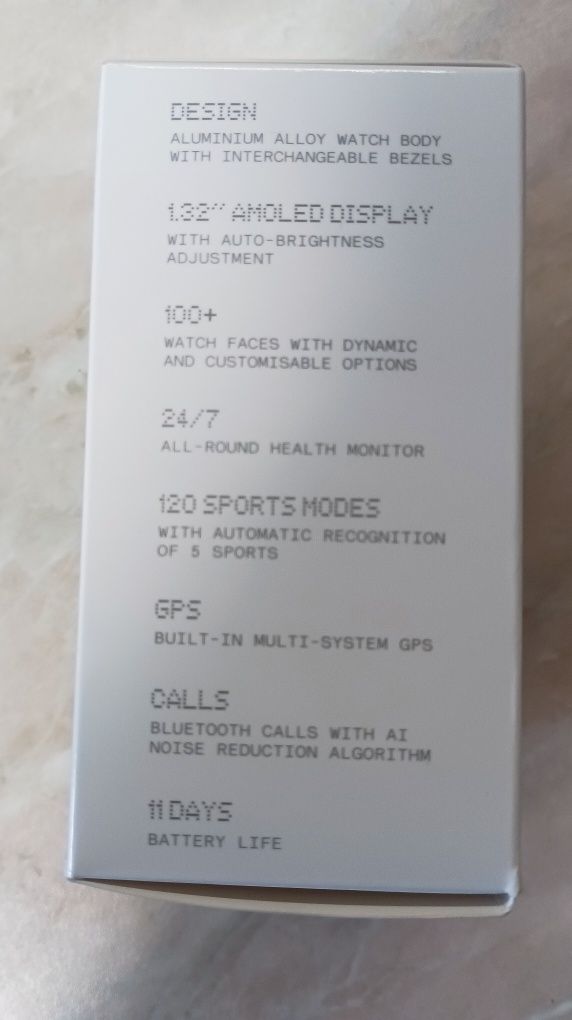 DESIGN
ALUMINIUM ALLOY WATCH BODY
WITH INTERCHANGEABLE BEZELS
1.32" AMOLED DISPLAY
WITH AUTO-BRIGHTNESS
ADJUSTMENT
100+
WATCH FACES WITH DYNAMIC
AND CUSTOMISABLE OPTIONS
24/7
ALL-ROUND HEALTH MONITOR
120 SPORTS MODES
WITH AUTOMATIC RECOGNITION
OF 5 SPORTS
GPS
BUILT-IN MULTI-SYSTEM GPS
CALLS
BLUETOOTH CALLS WITH AI
NOISE REDUCTION ALGORITHM
11 DAYS
BATTERY LIFE